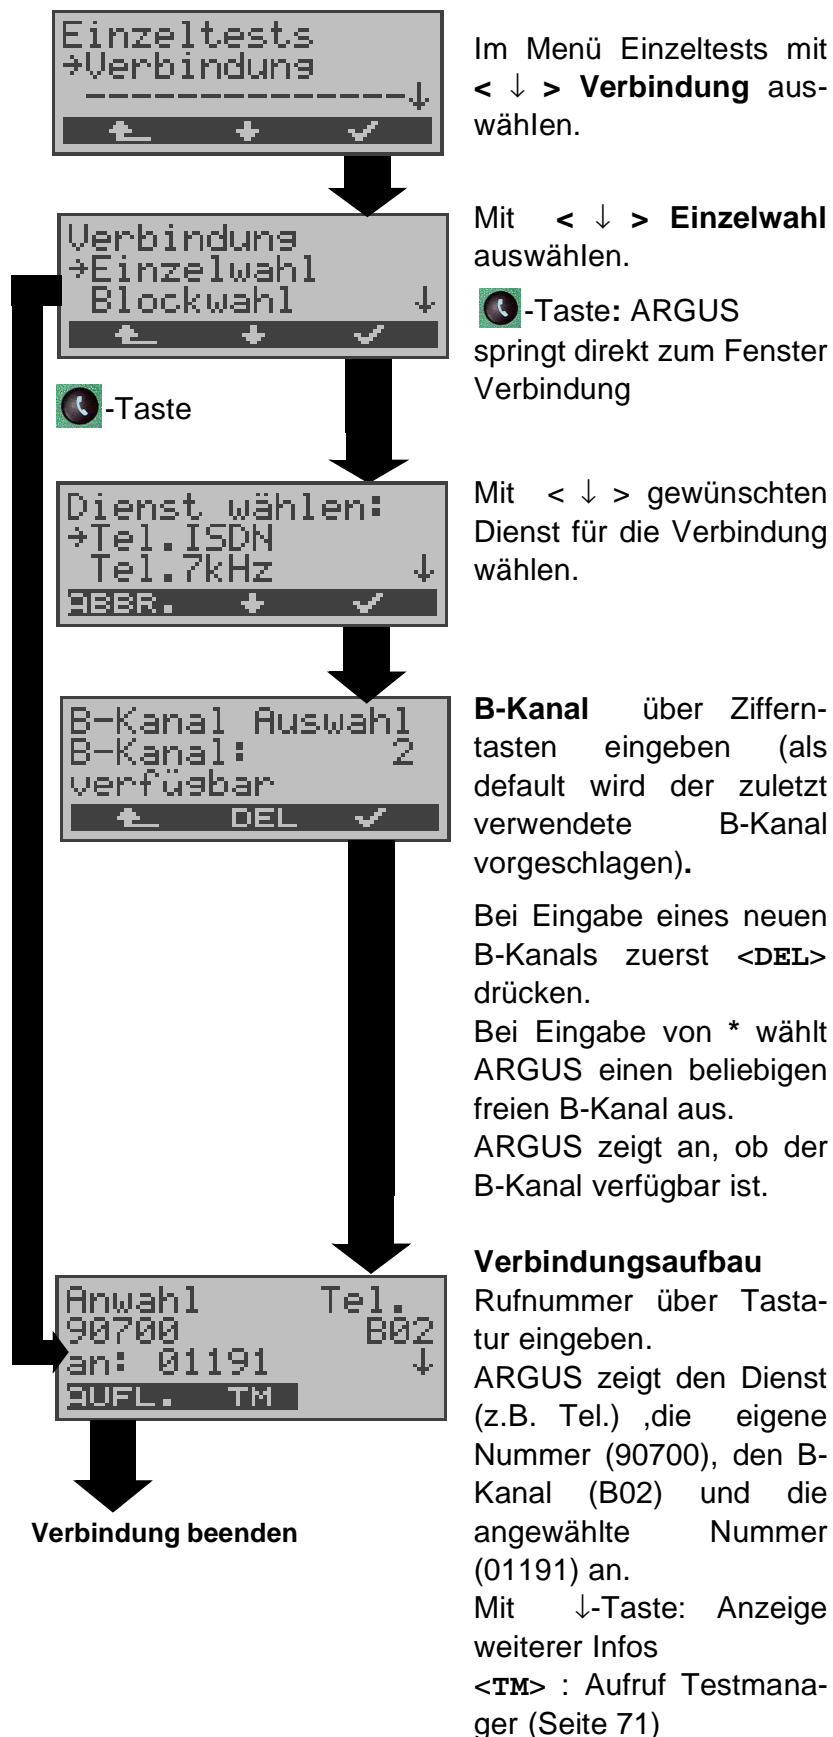 Einzeltests
→Verbindung
---------------↓
Im Menü Einzeltests mit
< ↓ > Verbindung aus-
wählen.
Verbindung
→Einzelwahl
Blockwahl ↓
Mit < ↓ > Einzelwahl
auswählen.
-Taste: ARGUS
springt direkt zum Fenster
Verbindung
-Taste
Dienst wählen:
→Tel.ISDN
Tel.7kHz ↓
ABBR.
Mit < ↓ > gewünschten
Dienst für die Verbindung
wählen.
B-Kanal Auswahl
B-Kanal: 2
verfügbar
DEL
B-Kanal über Ziffern-
tasten eingeben (als
default wird der zuletzt
verwendete B-Kanal
vorgeschlagen).
Bei Eingabe eines neuen
B-Kanals zuerst <DEL>
drücken.
Bei Eingabe von * wählt
ARGUS einen beliebigen
freien B-Kanal aus.
ARGUS zeigt an, ob der
B-Kanal verfügbar ist.
Anwahl Tel.
90700 B02
an: 01191 ↓
AUFL. TM
Verbindung beenden
Verbindungsaufbau
Rufnummer über Tasta-
tur eingeben.
ARGUS zeigt den Dienst
(z.B. Tel.) ,die eigene
Nummer (90700), den B-
Kanal (B02) und die
angewählte Nummer
(01191) an.
Mit ↓-Taste: Anzeige
weiterer Infos
<TM> : Aufruf Testmana-
ger (Seite 71)